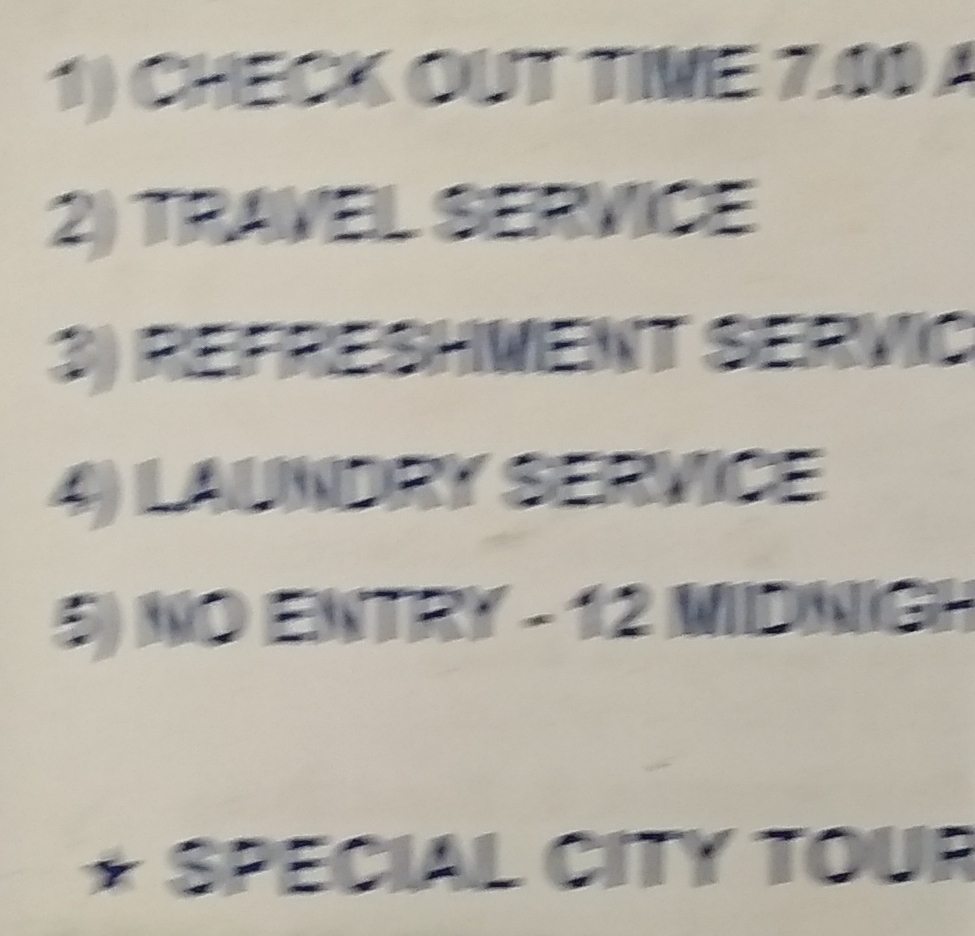 1) CHECK OUT TIME 7.00 A
2) TRAVEL SERVICE
3) REFRESHMENT SERVIC
4) LAUNDRY SERVICE
5) NO ENTRY - 12 MIDNIGH
★ SPECIAL CITY TOUR